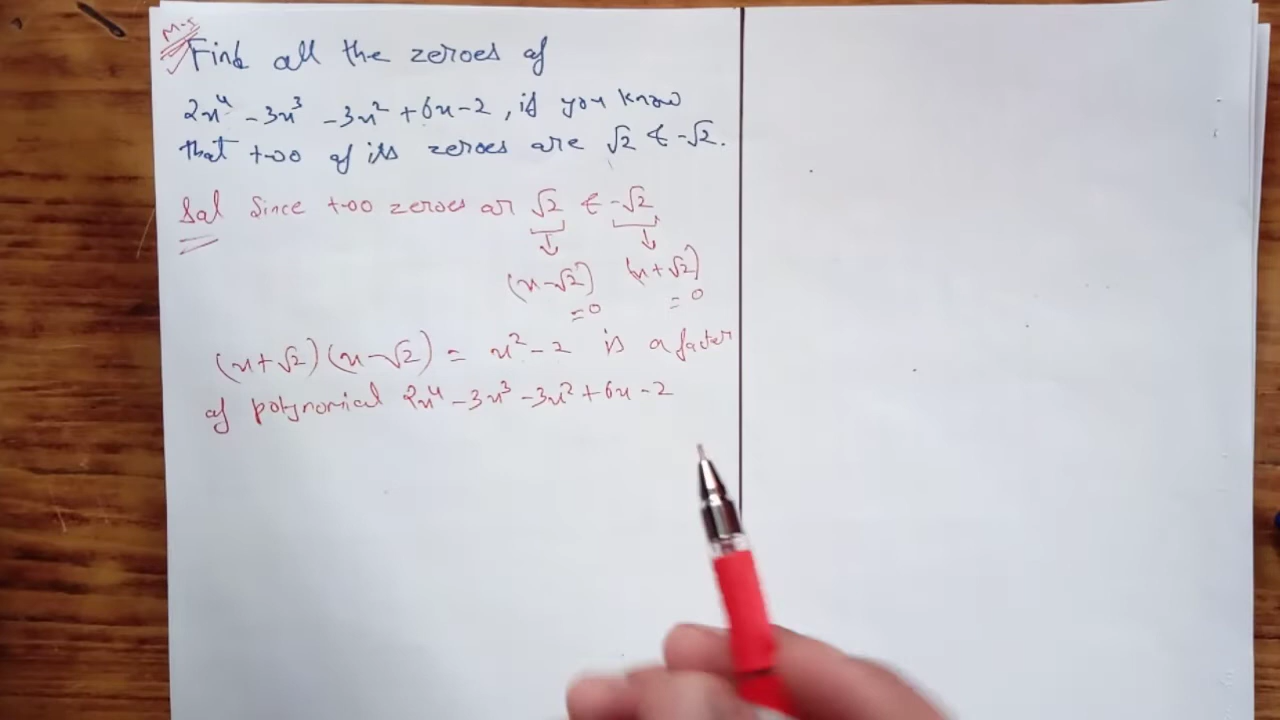 M-I
Find all the zeroes of
2x⁴ - 3x³ - 3x² + 6x - 2, if you know
that two of its zeroes are √2 & -√2.
Sol Since two zeroes ar √2 & -√2
(x-√2) (x+√2)
=0 =0
(x+√2)(x-√2) = x² - 2 is a factor
of polynomial 2x⁴ - 3x³ - 3x² + 6x - 2